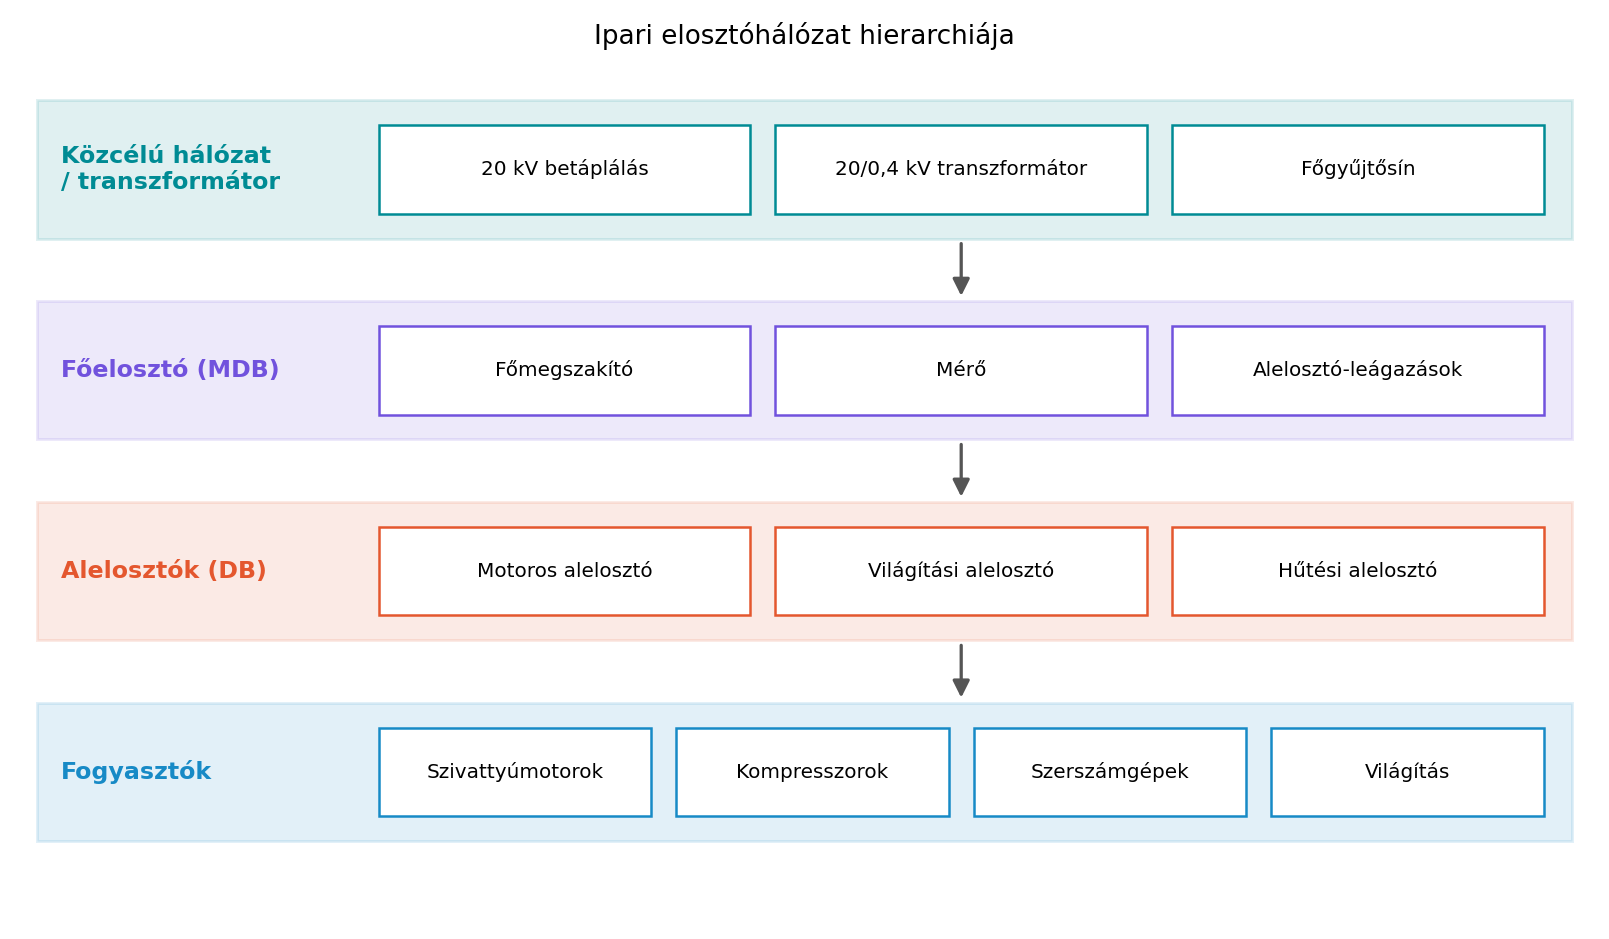 Ipari elosztóhálózat hierarchiája
Közcélú hálózat
/ transzformátor
20 kV betáplálás
20/0,4 kV transzformátor
Főgyűjtősín
Főelosztó (MDB)
Főmegszakító
Mérő
Alelosztó-leágazások
Alelosztók (DB)
Motoros alelosztó
Világítási alelosztó
Hűtési alelosztó
Fogyasztók
Szivattyúmotorok
Kompresszorok
Szerszámgépek
Világítás